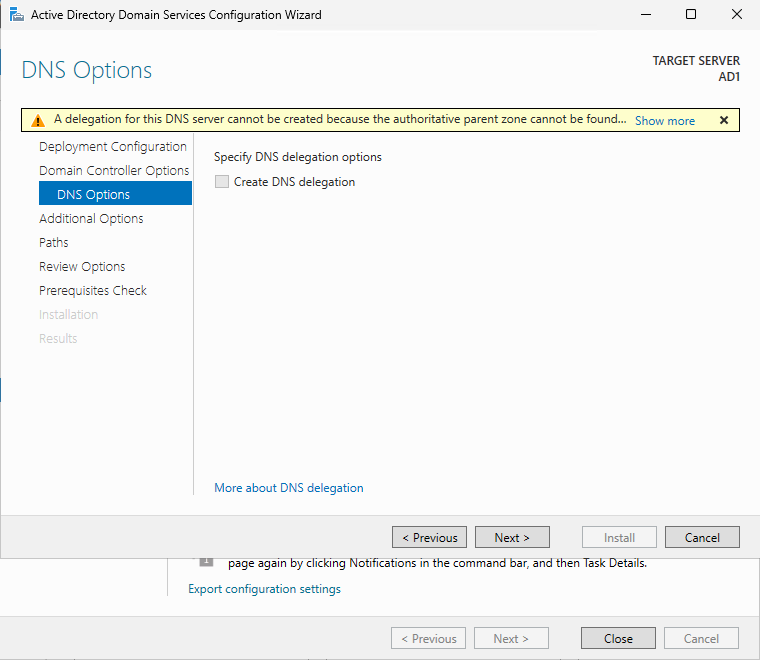 Active Directory Domain Services Configuration Wizard
DNS Options
TARGET SERVER
AD1
A delegation for this DNS server cannot be created because the authoritative parent zone cannot be found... Show more
Deployment Configuration
Domain Controller Options
DNS Options
Additional Options
Paths
Review Options
Prerequisites Check
Installation
Results
Specify DNS delegation options
Create DNS delegation
More about DNS delegation
< Previous Next > Install Cancel
1 page again by clicking Notifications in the command bar, and then Task Details.
Export configuration settings
< Previous Next > Close Cancel